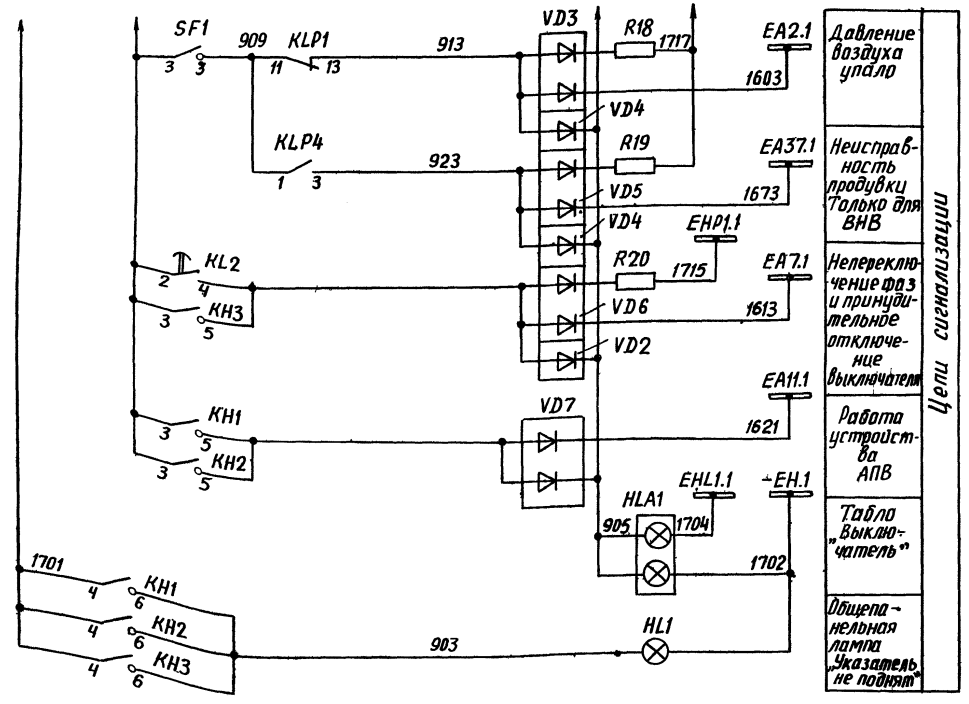 VD3
SF1
3 3
909
KLP1
11 13
913
R18
1717
EA2.1
1603
VD4
Давление
воздуха
упало
KLP4
1 3
923
R19
EA37.1
1673
VD5
VD4
Неисправ-
ность
продувки
Только для
ВНВ
EHP1.1
KL2
2 4
KH3
3 5
R20
1715
EA7.1
1613
VD6
VD2
Непереклю-
чение фаз
и принуди-
тельное
отключе-
ние
выключателя
KH1
3 5
KH2
3 5
VD7
EA11.1
1621
Работа
устройст-
ва
АПВ
HLA1
EHL1.1
EH.1
905
1704
1702
Табло
„Выклю-
чатель"
1701
KH1
4 6
KH2
4 6
KH3
4 6
903
HL1
Общепа-
нельная
лампа
„Указатель
не поднят"
Цепи сигнализации